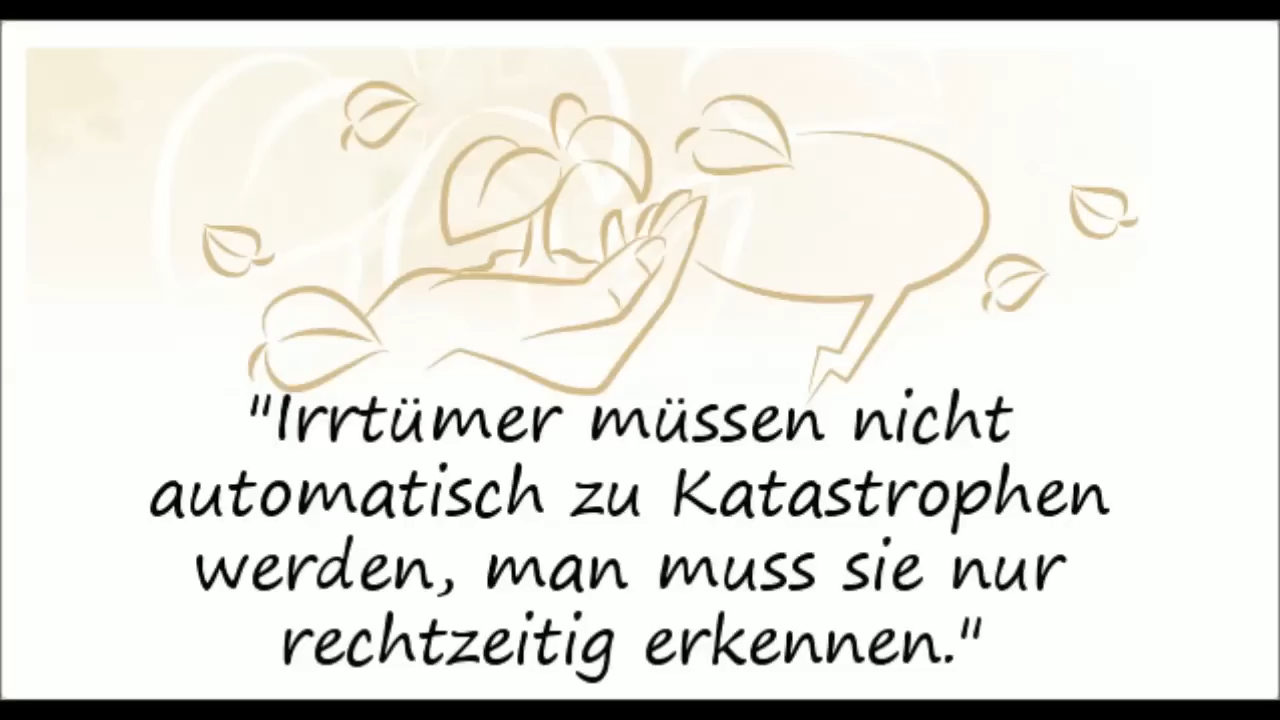 "Irrtümer müssen nicht
automatisch zu Katastrophen
werden, man muss sie nur
rechtzeitig erkennen."